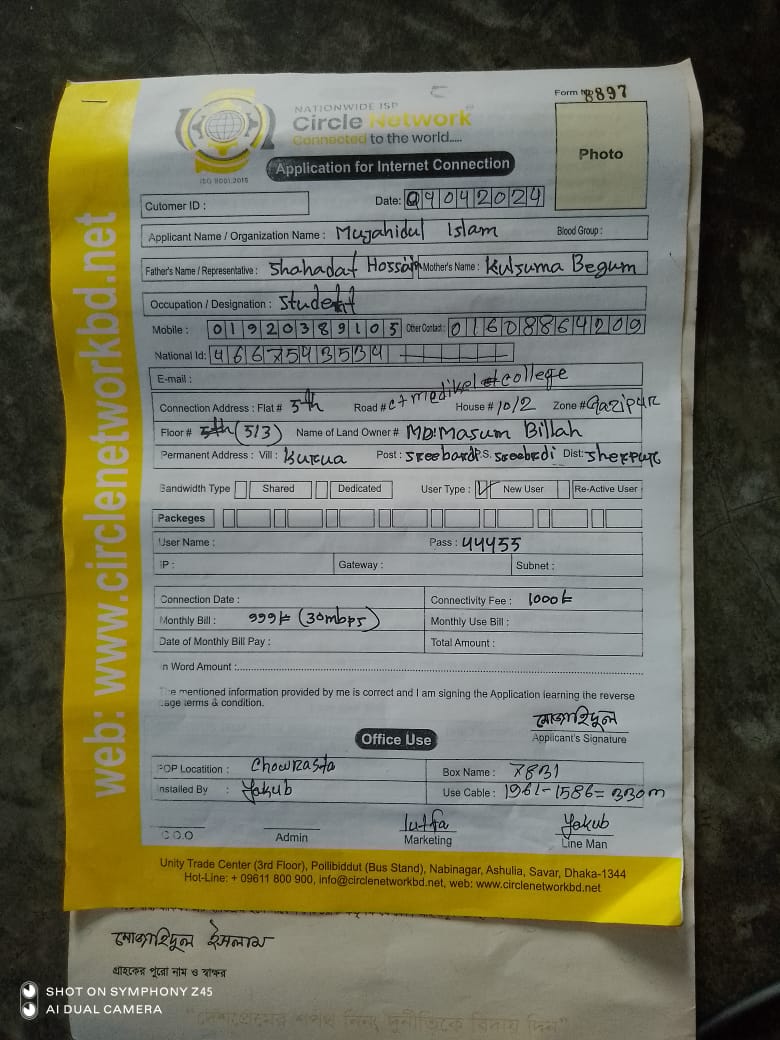 NATIONWIDE ISP
Circle Network
Connected to the world.....
ISO 9001:2015
Form No 8897
Photo
Application for Internet Connection
Cutomer ID :
Date: 09042024
Applicant Name / Organization Name : Mujahidul Islam Blood Group :
Father's Name / Representative : Shahadat Hossain Mother's Name : Kulsuma Begum
Occupation / Designation : Student
Mobile : 01920389105 Other Contact : 01608864209
National Id: 4667543534
E-mail :
Connection Address : Flat # 5th Road # medikel college House # 10/2 Zone # Gazipur
Floor # (513) Name of Land Owner # MD: Masum Billah
Permanent Address : Vill : kurua Post : sreebardi P.S. sreebrdi Dist: sherpur
Bandwidth Type Shared Dedicated User Type : New User Re-Active User
Packeges
User Name : Pass : 44455
IP : Gateway : Subnet :
Connection Date : Connectivity Fee : 1000/=
Monthly Bill : 999/= (30mbps) Monthly Use Bill :
Date of Monthly Bill Pay : Total Amount :
In Word Amount :
The mentioned information provided by me is correct and I am signing the Application learning the reverse
page terms & condition.
মোজাহিদুল
Applicant's Signature
Office Use
POP Locatition : Chowrasta Box Name :
Installed By : Yakub Use Cable : 1961-1586= m
C.O.O Admin Lutfa Marketing Yakub Line Man
Unity Trade Center (3rd Floor), Pollibiddut (Bus Stand), Nabinagar, Ashulia, Savar, Dhaka-1344
Hot-Line: + 09611 800 900, info@circlenetworkbd.net, web: www.circlenetworkbd.net
web: www.circlenetworkbd.net
মোজাহিদুল ইসলাম
গ্রাহকের পুরো নাম ও স্বাক্ষর
"দেশপ্রেমের শপথ নিন, দুর্নীতিকে বিদায় দিন"
SHOT ON SYMPHONY Z45
AI DUAL CAMERA